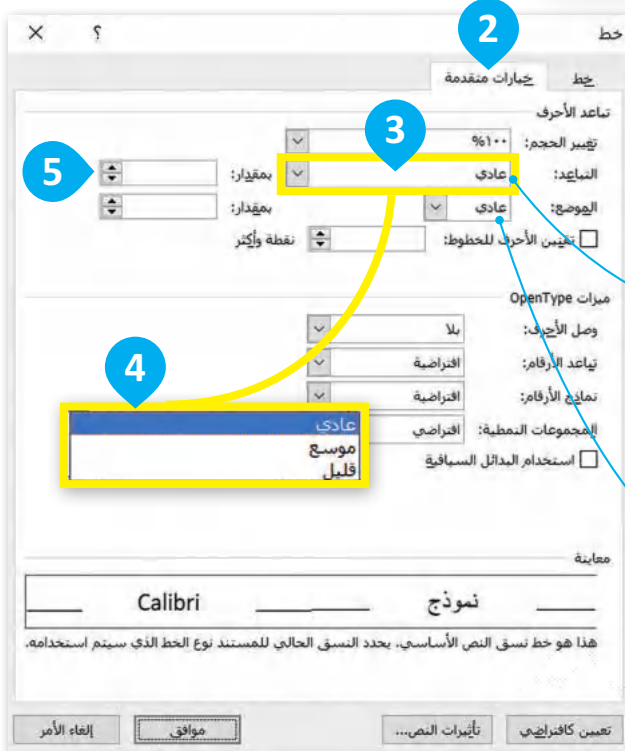 خط ؟ ×
خط خيارات متقدمة 2
تباعد الأحرف
تغيير الحجم: ١٠٠% 3
التباعد: عادي بمقدار: 5
الموضع: عادي بمقدار:
تقنين الأحرف للخطوط: نقطة وأكثر
ميزات OpenType
وصل الأحرف: بلا
تباعد الأرقام: افتراضية
نماذج الأرقام: افتراضية
4
المجموعات النمطية: افتراضي
استخدام البدائل السياقية
عادي
موسع
قليل
معاينة
نموذج Calibri
هذا هو خط نسق النص الأساسي. يحدد النسق الحالي للمستند نوع الخط الذي سيتم استخدامه.
تعيين كافتراضي تأثيرات النص... موافق إلغاء الأمر